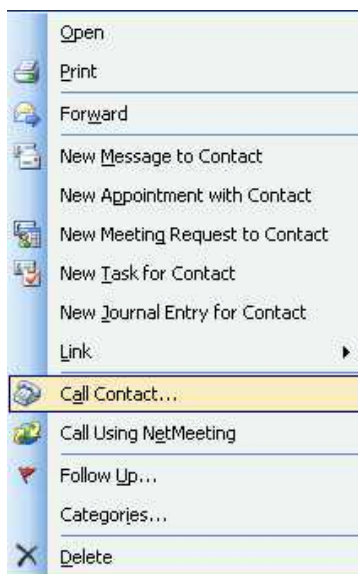 Open
Print
Forward
New Message to Contact
New Appointment with Contact
New Meeting Request to Contact
New Task for Contact
New Journal Entry for Contact
Link
Call Contact...
Call Using NetMeeting
Follow Up...
Categories...
Delete